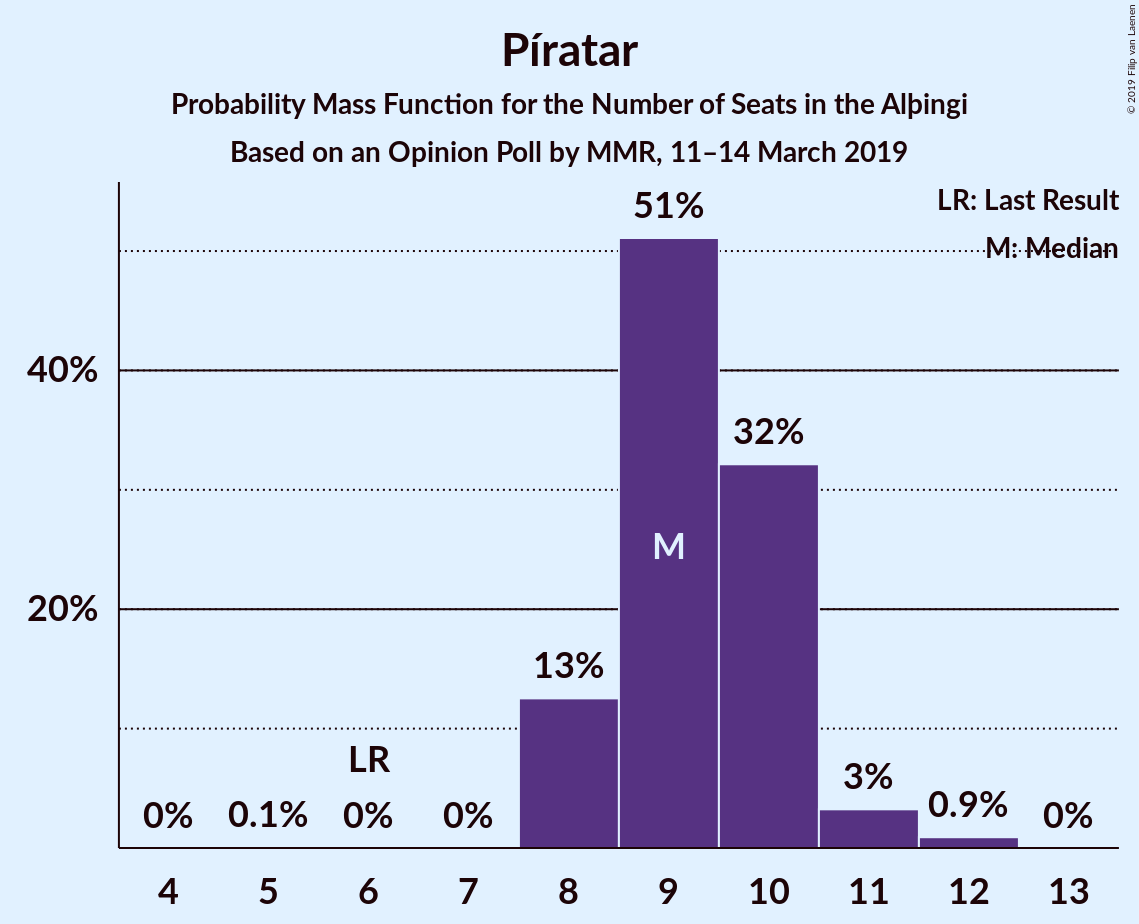 Píratar
Probability Mass Function for the Number of Seats in the Alþingi
Based on an Opinion Poll by MMR, 11–14 March 2019
© 2019 Filip van Laenen
LR: Last Result
M: Median
51%
40%
32%
M
20%
13%
LR
3%
0%
0.1%
0%
0%
0.9%
0%
4
5
6
7
8
9
10
11
12
13